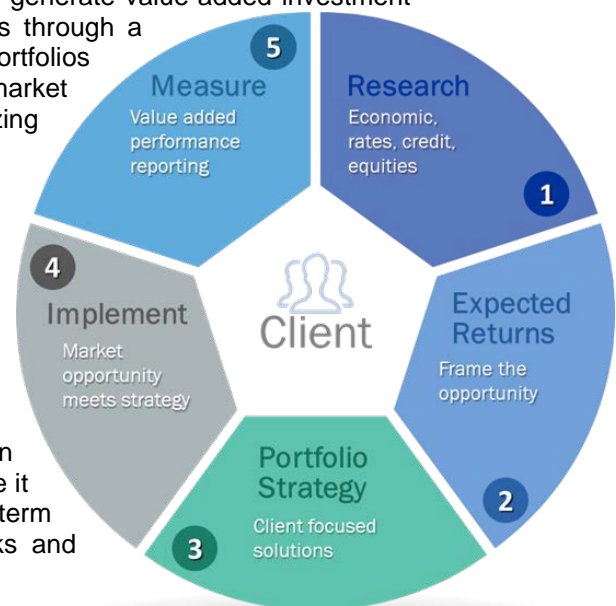 generate value added investment
s through a
ortfolios
market
zing
n
e it
term
ks and
5
Measure
Value added
performance
reporting
Research
Economic,
rates, credit,
equities
1
4
Implement
Market
opportunity
meets strategy
Client
Expected
Returns
Frame the
opportunity
2
Portfolio
Strategy
Client focused
solutions
3